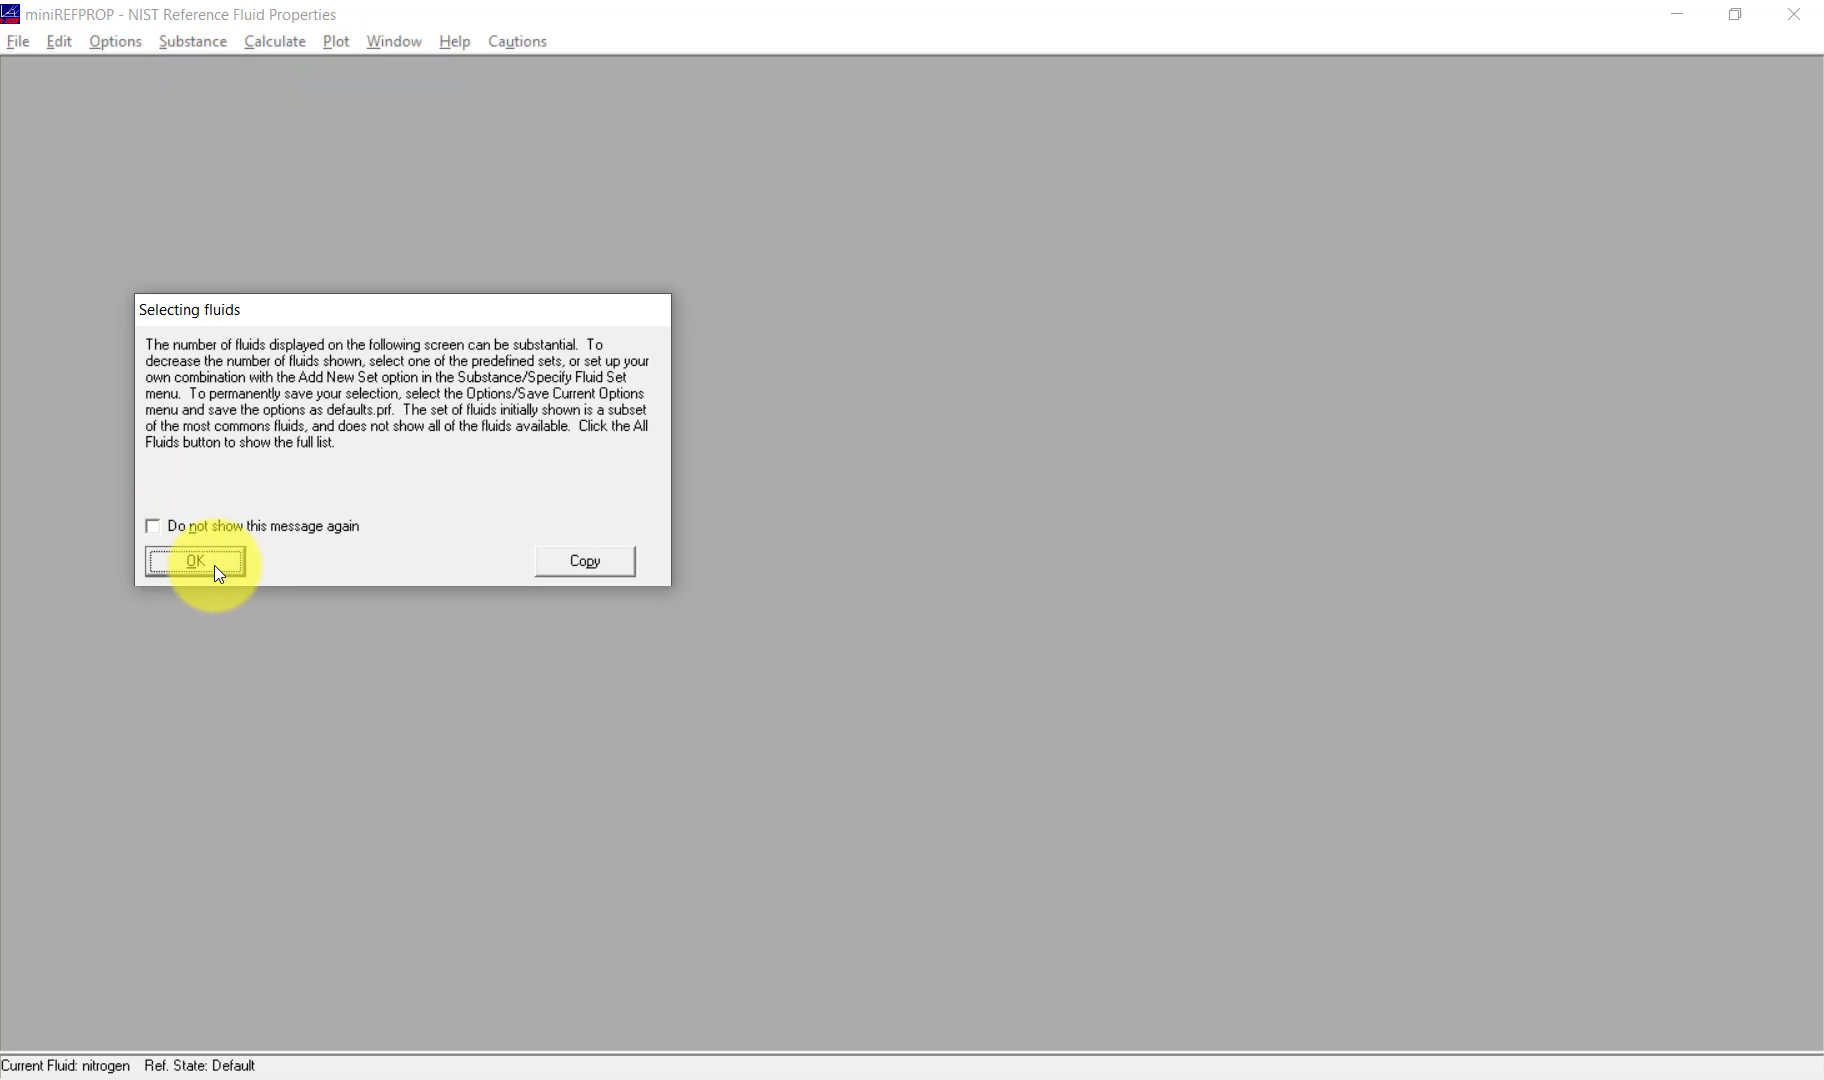 miniREFPROP - NIST Reference Fluid Properties
File Edit Options Substance Calculate Plot Window Help Cautions
Selecting fluids
The number of fluids displayed on the following screen can be substantial. To
decrease the number of fluids shown, select one of the predefined sets, or set up your
own combination with the Add New Set option in the Substance/Specify Fluid Set
menu. To permanently save your selection, select the Options/Save Current Options
menu and save the options as defaults.prf. The set of fluids initially shown is a subset
of the most commons fluids, and does not show all of the fluids available. Click the All
Fluids button to show the full list.
Do not show this message again
OK Copy
Current Fluid: nitrogen Ref. State: Default